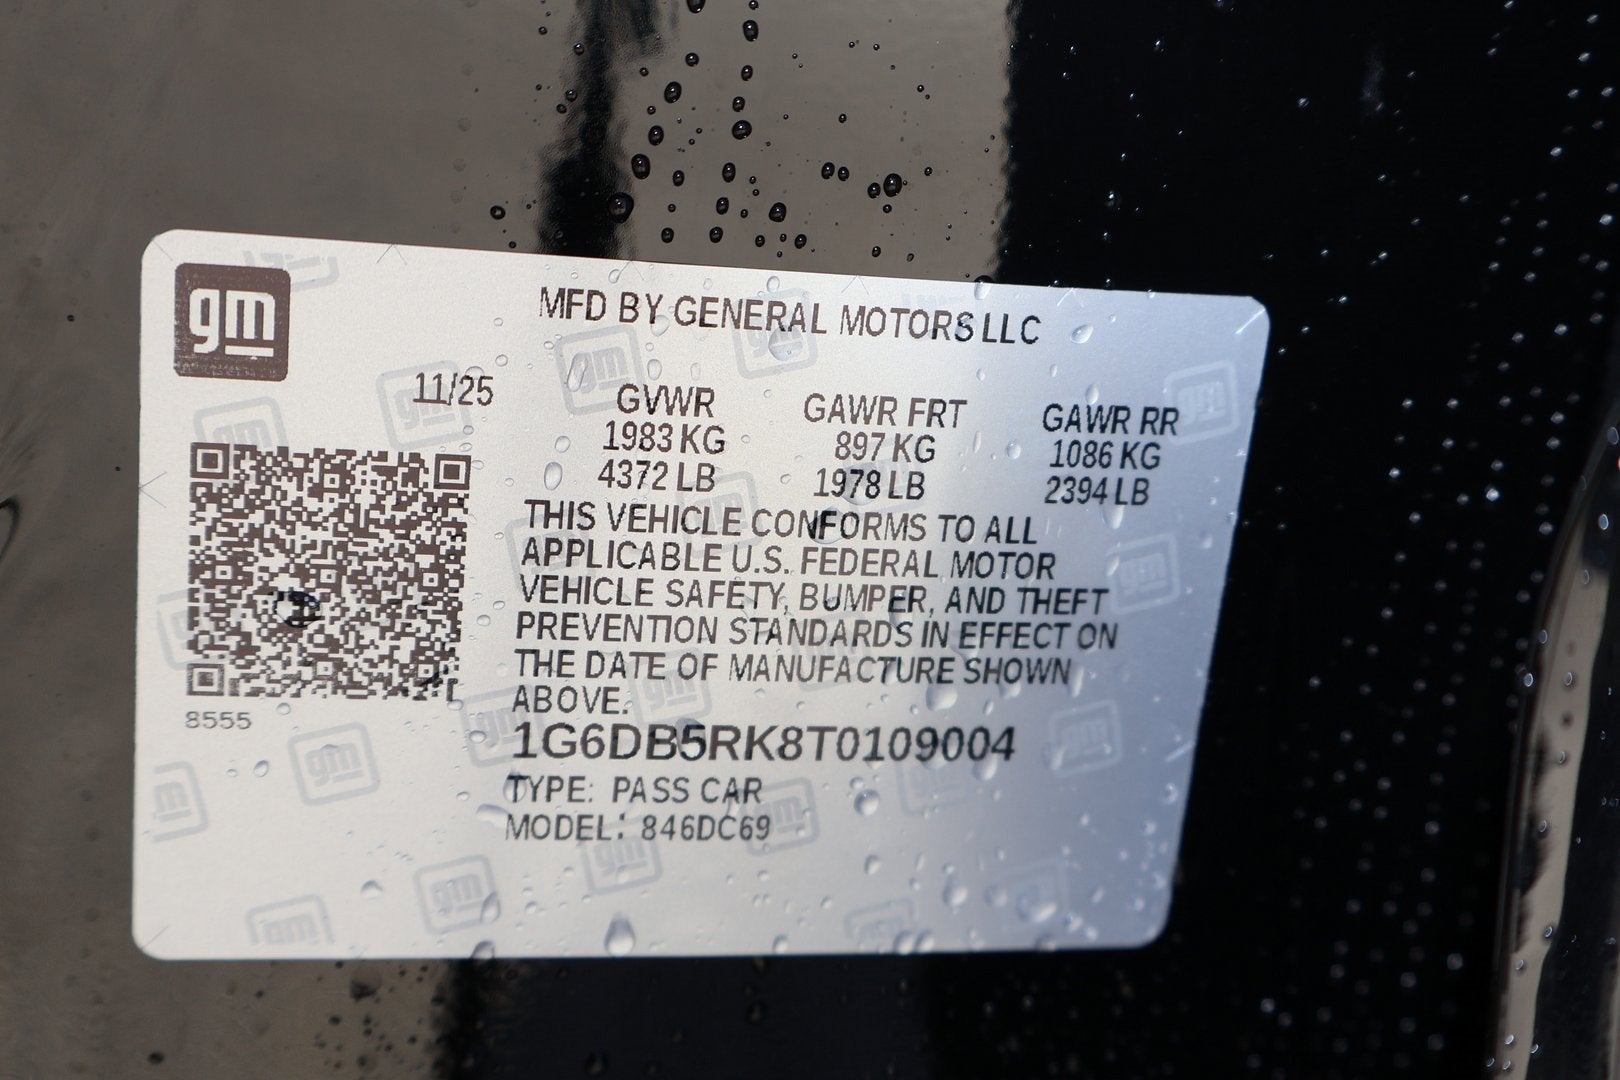 gm
MFD BY GENERAL MOTORS LLC
11/25
GVWR GAWR FRT GAWR RR
1983 KG 897 KG 1086 KG
4372 LB 1978 LB 2394 LB
THIS VEHICLE CONFORMS TO ALL
APPLICABLE U.S. FEDERAL MOTOR
VEHICLE SAFETY, BUMPER, AND THEFT
PREVENTION STANDARDS IN EFFECT ON
THE DATE OF MANUFACTURE SHOWN
ABOVE.
8555
1G6DB5RK8T0109004
TYPE: PASS CAR
MODEL: 846DC69